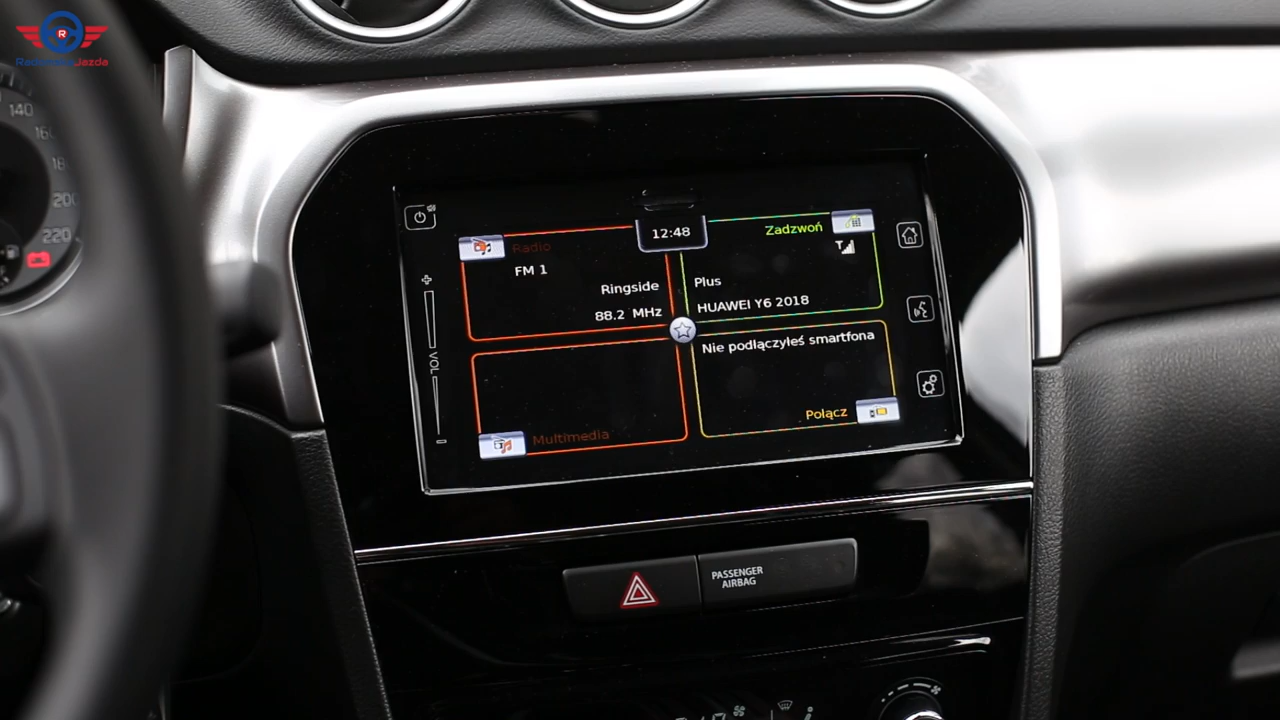 140
200
220
12:48
Radio
FM 1
Ringside
88.2 MHz
Zadzwoń
Plus
HUAWEI Y6 2018
Nie podłączyłeś smartfona
Połącz
Multimedia
VOL
PASSENGER
AIRBAG
R